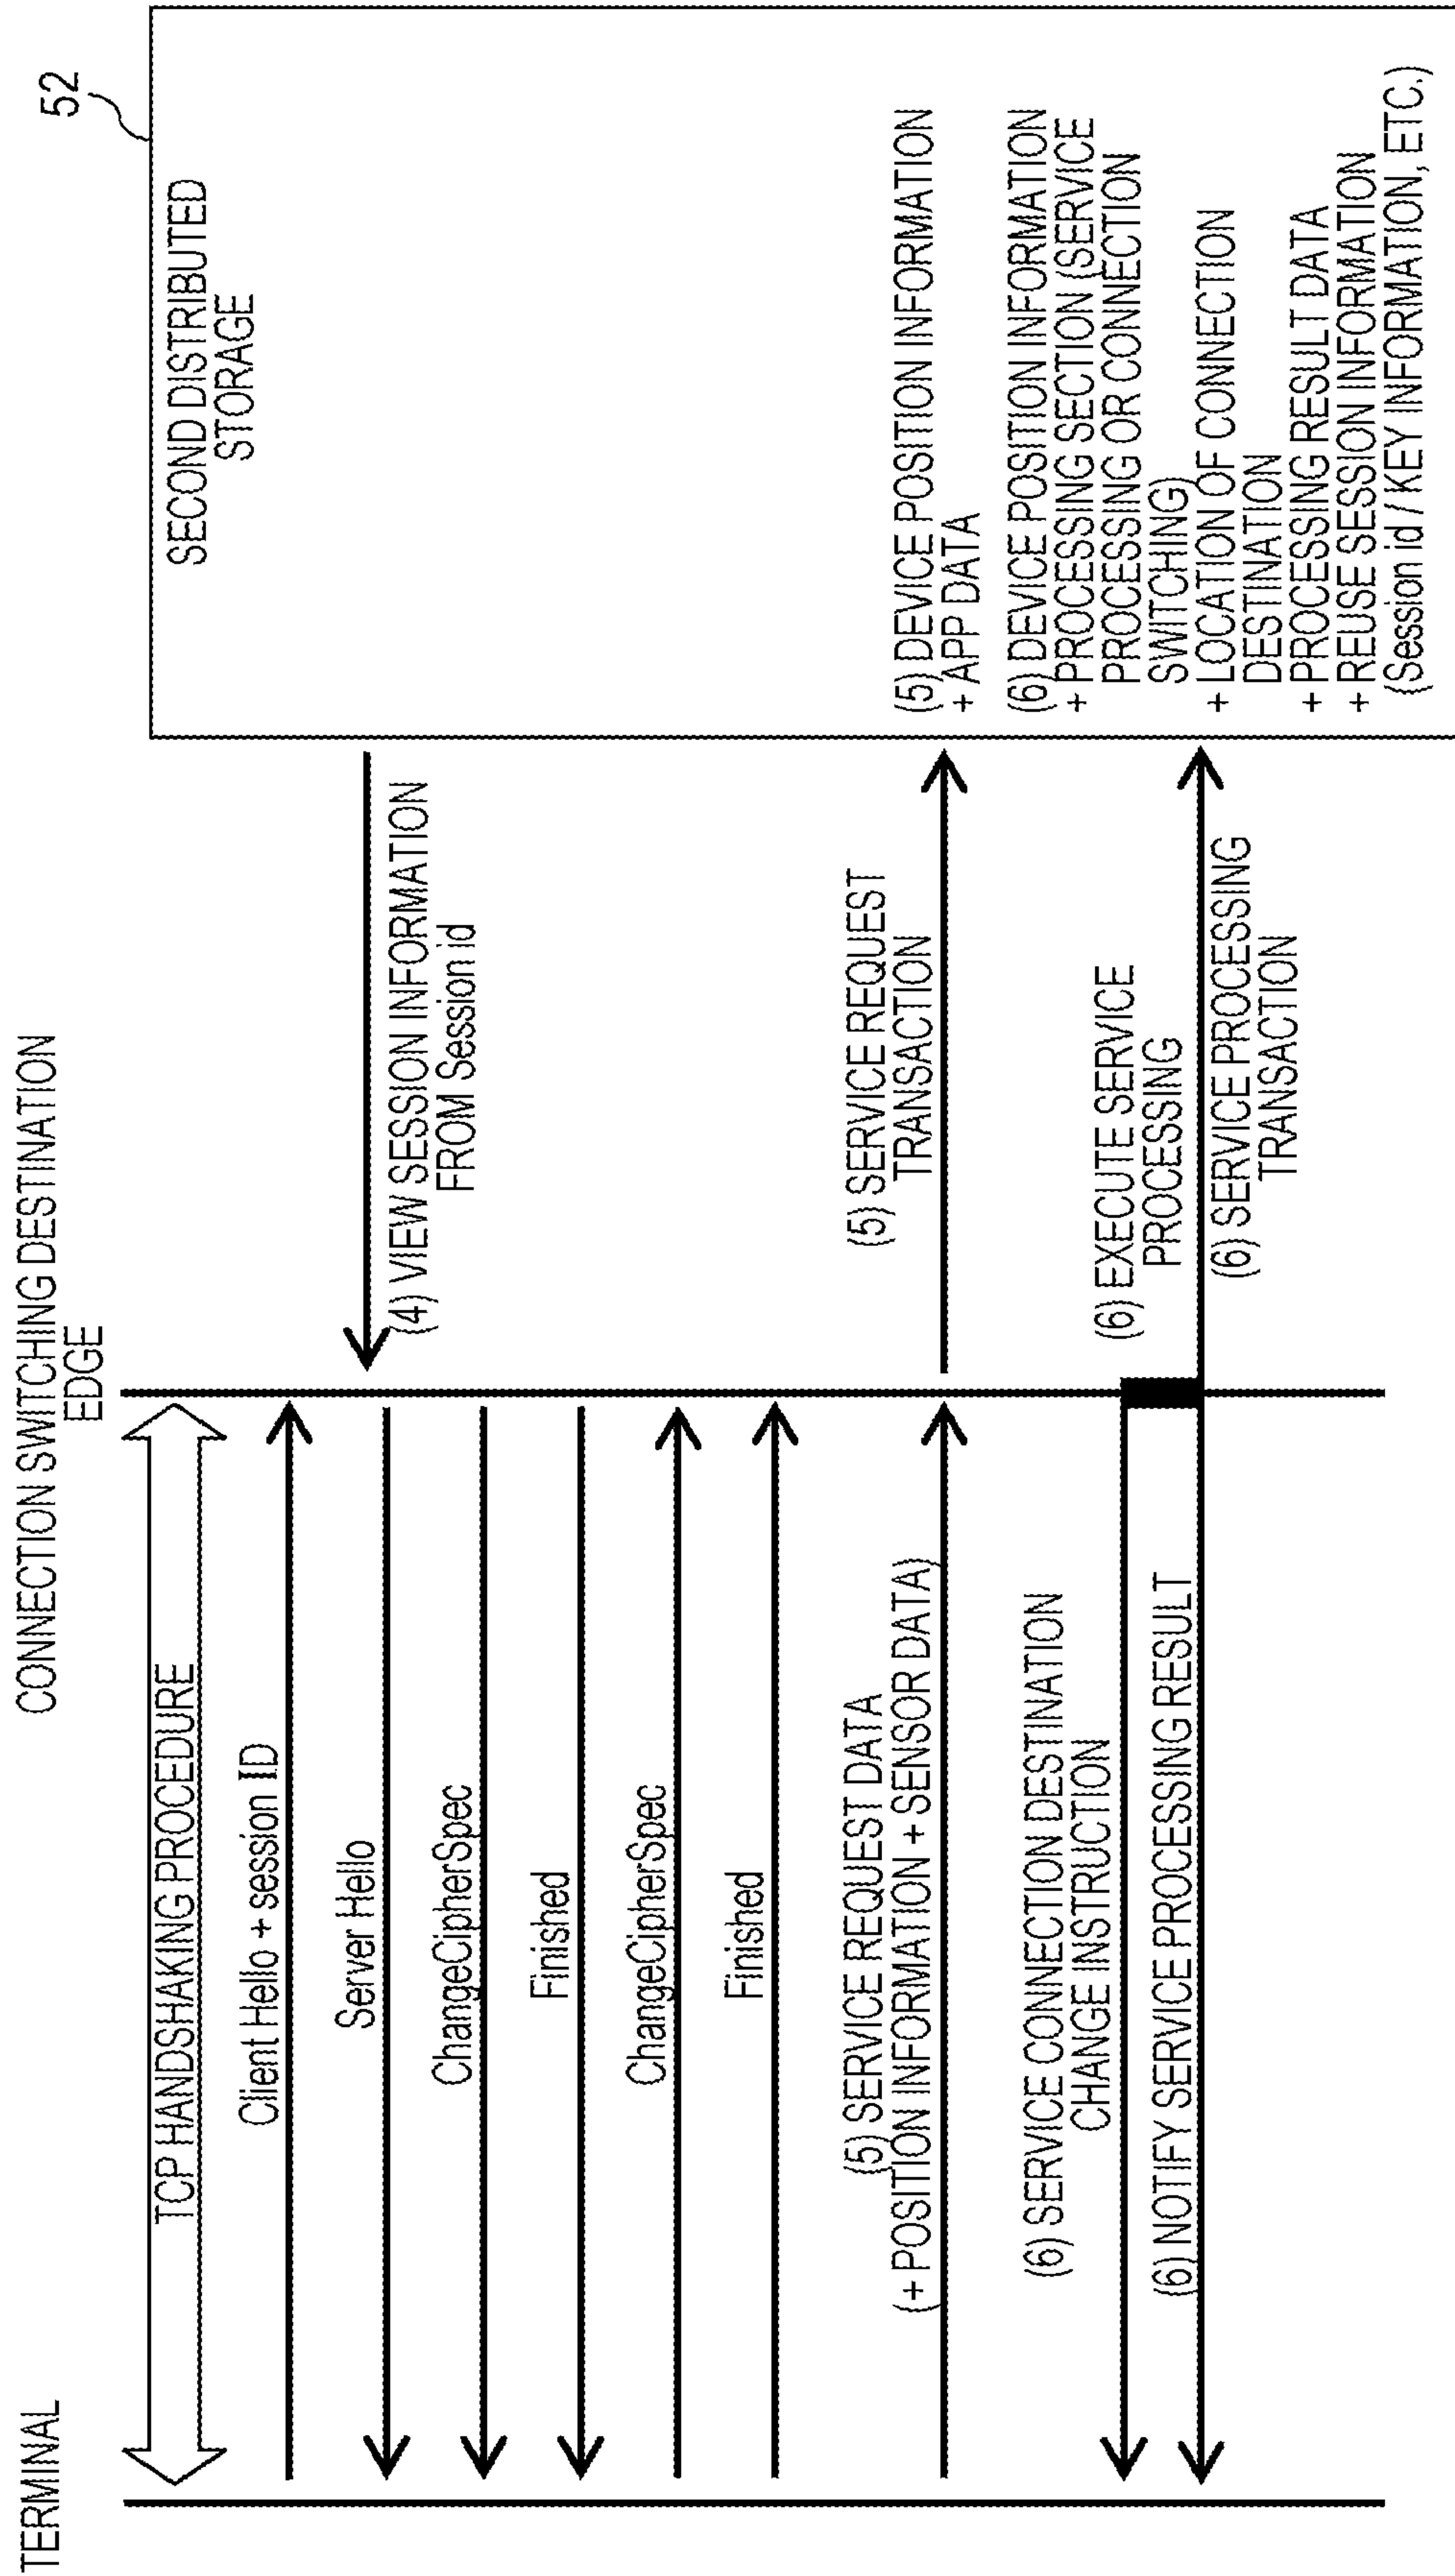 TERMINAL
CONNECTION SWITCHING DESTINATION
EDGE
52
SECOND DISTRIBUTED
STORAGE
TCP HANDSHAKING PROCEDURE
Client Hello + session ID
Server Hello
(4) VIEW SESSION INFORMATION
FROM Session id
ChangeCipherSpec
Finished
ChangeCipherSpec
Finished
(5) SERVICE REQUEST DATA
(+ POSITION INFORMATION + SENSOR DATA)
(5) SERVICE REQUEST
TRANSACTION
(5) DEVICE POSITION INFORMATION
+ APP DATA
(6) SERVICE CONNECTION DESTINATION
CHANGE INSTRUCTION
(6) EXECUTE SERVICE
PROCESSING
(6) NOTIFY SERVICE PROCESSING RESULT
(6) SERVICE PROCESSING
TRANSACTION
(6) DEVICE POSITION INFORMATION
+ PROCESSING SECTION (SERVICE
PROCESSING OR CONNECTION
SWITCHING)
+ LOCATION OF CONNECTION
DESTINATION
+ PROCESSING RESULT DATA
+ REUSE SESSION INFORMATION
(Session id / KEY INFORMATION, ETC.)